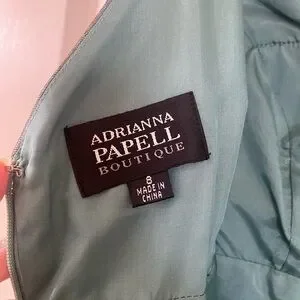 ADRIANNA
PAPELL
BOUTIQUE
8
MADE IN
CHINA